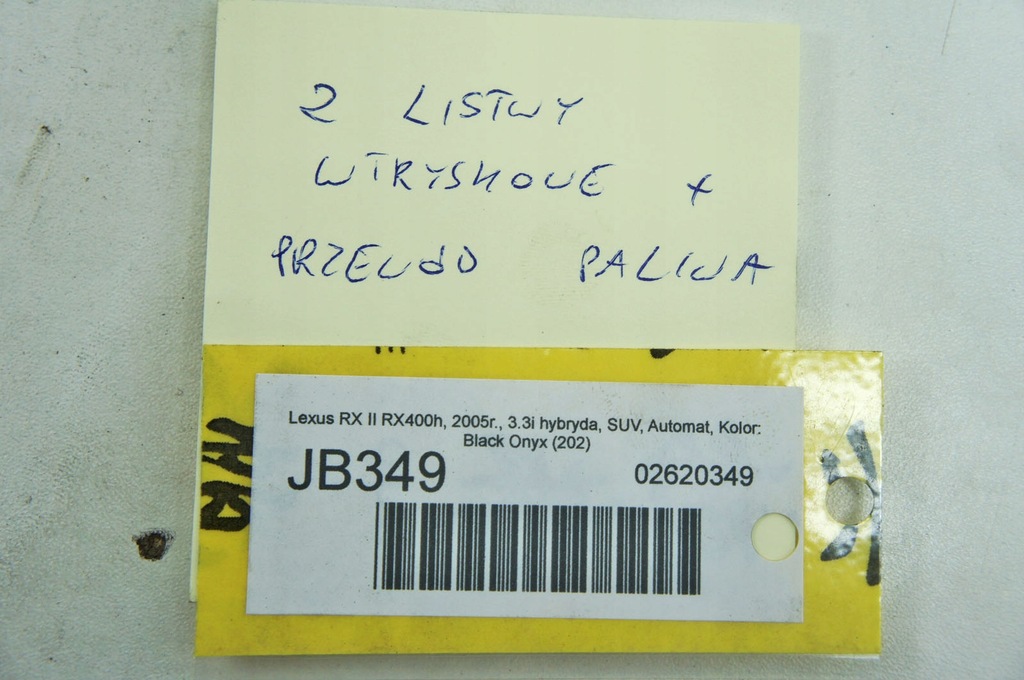 2 LISTWY
WTRYSKOWE +
PRZEWÓD PALIWA
Lexus RX II RX400h, 2005r., 3.3i hybryda, SUV, Automat, Kolor:
Black Onyx (202)
JB349 02620349